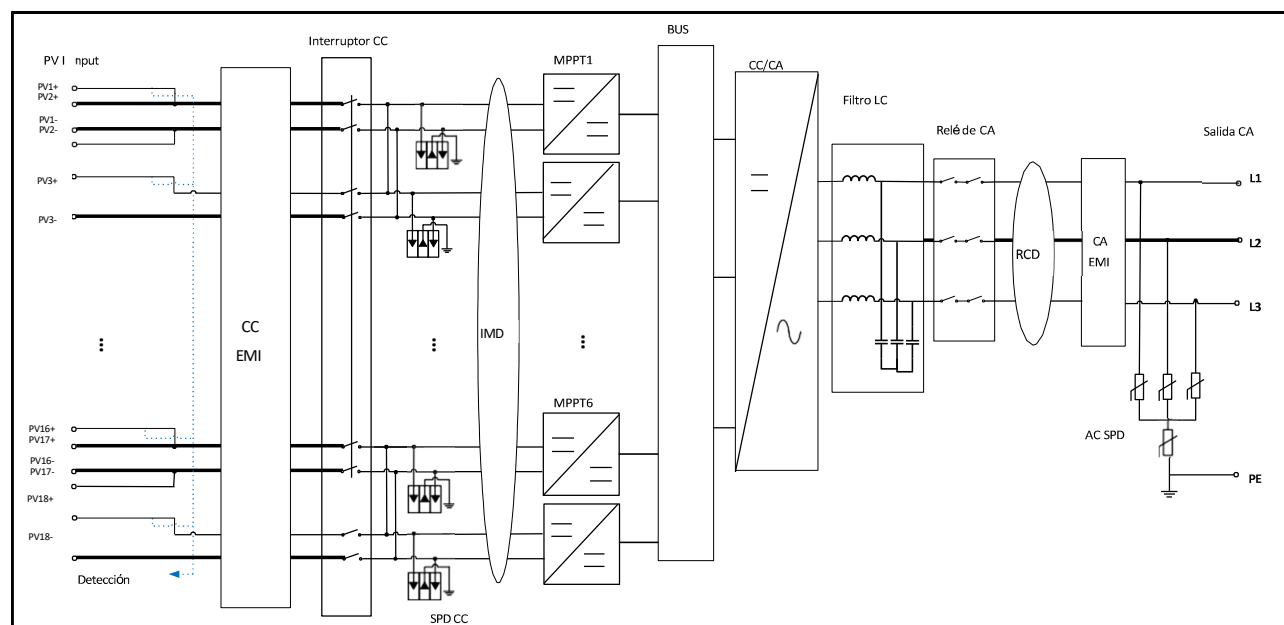 BUS
Interruptor CC
PV I nput
MPPT1
CC/CA
PV1+
PV2+
Filtro LC
PV1-
PV2-
Relé de CA
Salida CA
PV3+
L1
PV3-
L2
RCD
CA
EMI
L3
CC
EMI
IMD
MPPT6
PV16+
PV17+
AC SPD
PV16-
PV17-
PE
PV18+
PV18-
Detección
SPD CC